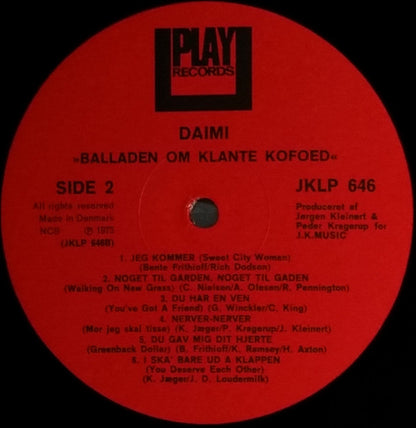 PLAY
RECORDS
DAIMI
»BALLADEN OM KLANTE KOFOED«
SIDE 2
JKLP 646
All rights reserved
Made in Denmark
NCB ℗ 1975
(JKLP 646B)
Produceret af
Jørgen Kleinert &
Peder Kragerup for
J.K.MUSIC
1. JEG KOMMER (Sweet City Woman)
(Bente Frithioff/Rich Dodson)
2. NOGET TIL GARDEN, NOGET TIL GADEN
(Walking On New Grass) (C. Nielsen/A. Olesen/R. Pennington)
3. DU HAR EN VEN
(You've Got A Friend) (G. Winckler/C. King)
4. NERVER-NERVER
(Mor jeg skal tisse) (K. Jæger/P. Kragerup/J. Kleinert)
5. DU GAV MIG DIT HJERTE
(Greenback Dollar) (B. Frithioff/K. Ramsey/H. Axton)
6. I SKA' BARE UD A KLAPPEN
(You Deserve Each Other)
(K. Jæger/J. D. Loudermilk)